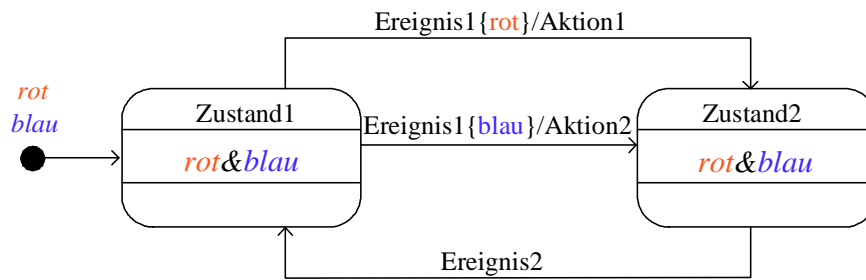 Ereignis1{rot}/Aktion1
rot
blau
Zustand1
Zustand2
Ereignis1{blau}/Aktion2
rot&blau
rot&blau
Ereignis2